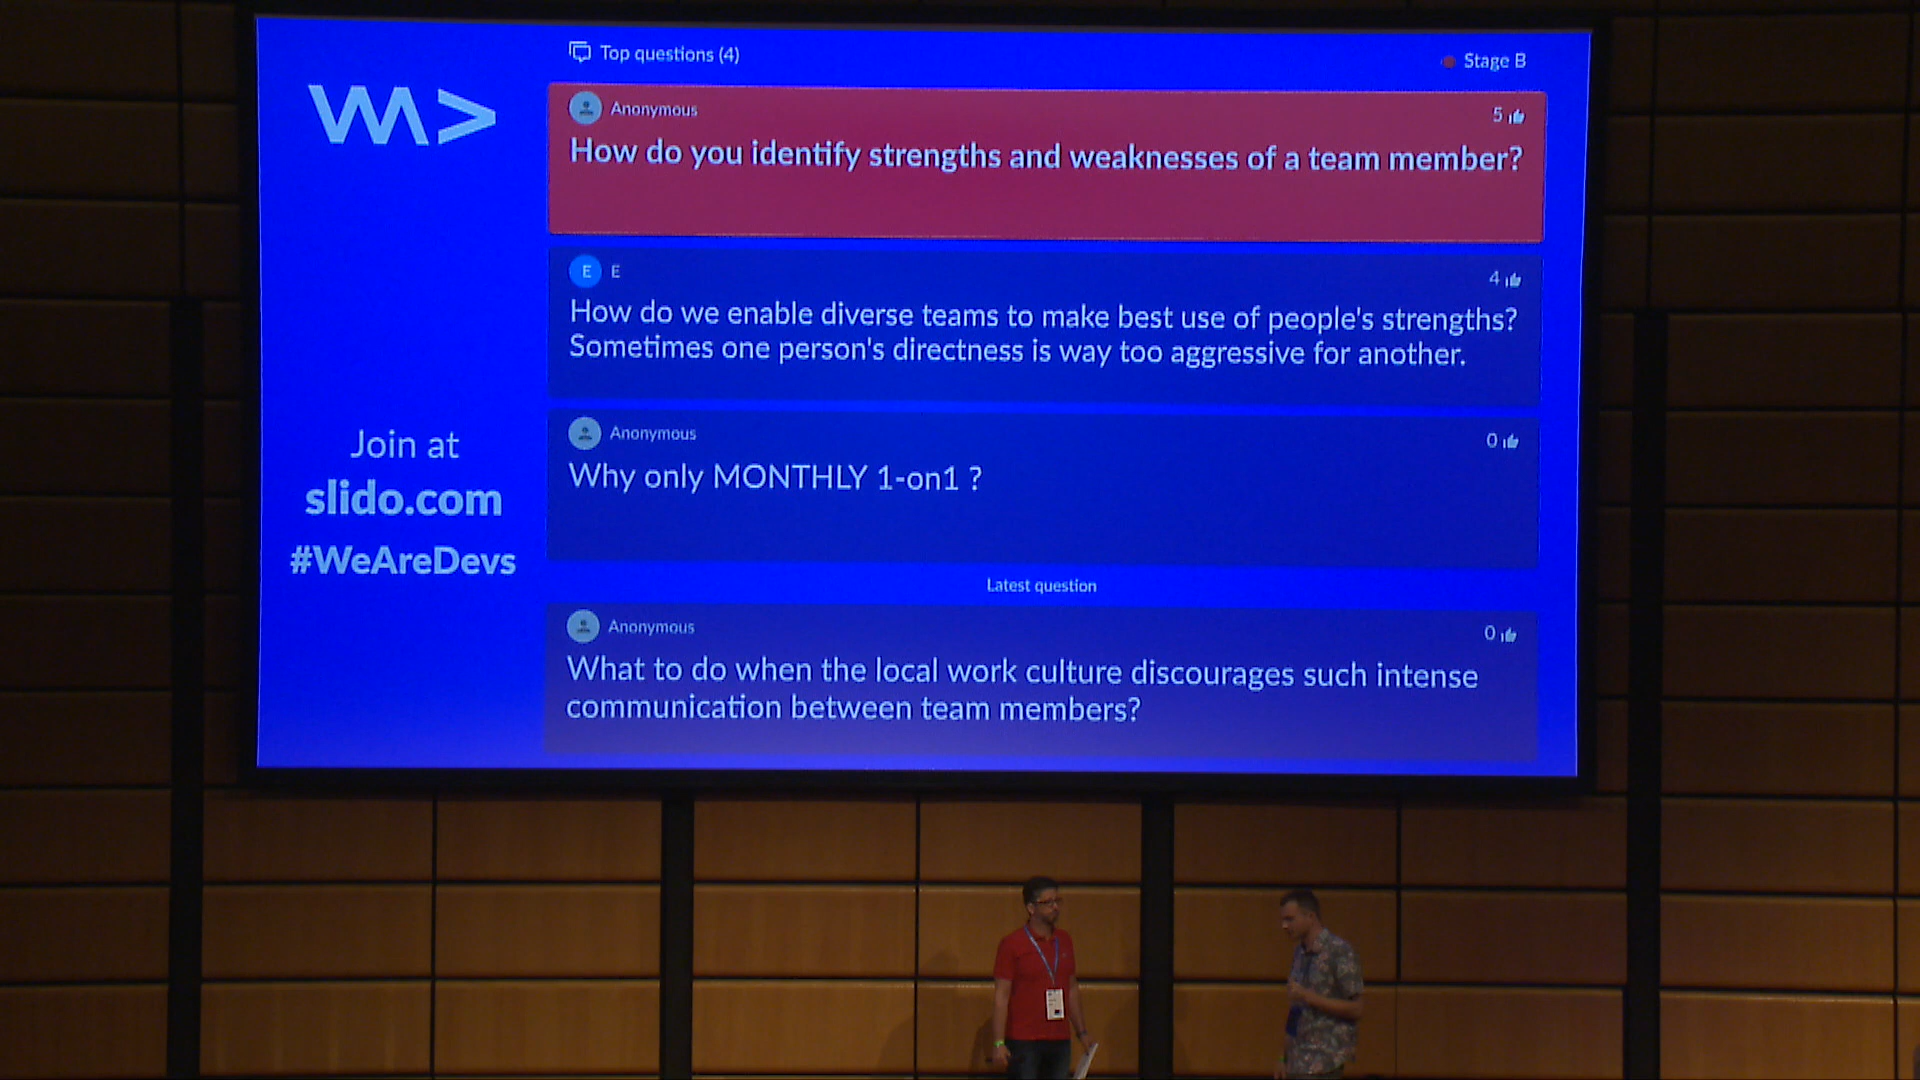 Top questions (4)
Stage B
WA>
Anonymous
5
How do you identify strengths and weaknesses of a team member?
E E
4
How do we enable diverse teams to make best use of people's strengths?
Sometimes one person's directness is way too aggressive for another.
Anonymous
0
Why only MONTHLY 1-on1 ?
Join at
slido.com
#WeAreDevs
Latest question
Anonymous
0
What to do when the local work culture discourages such intense
communication between team members?